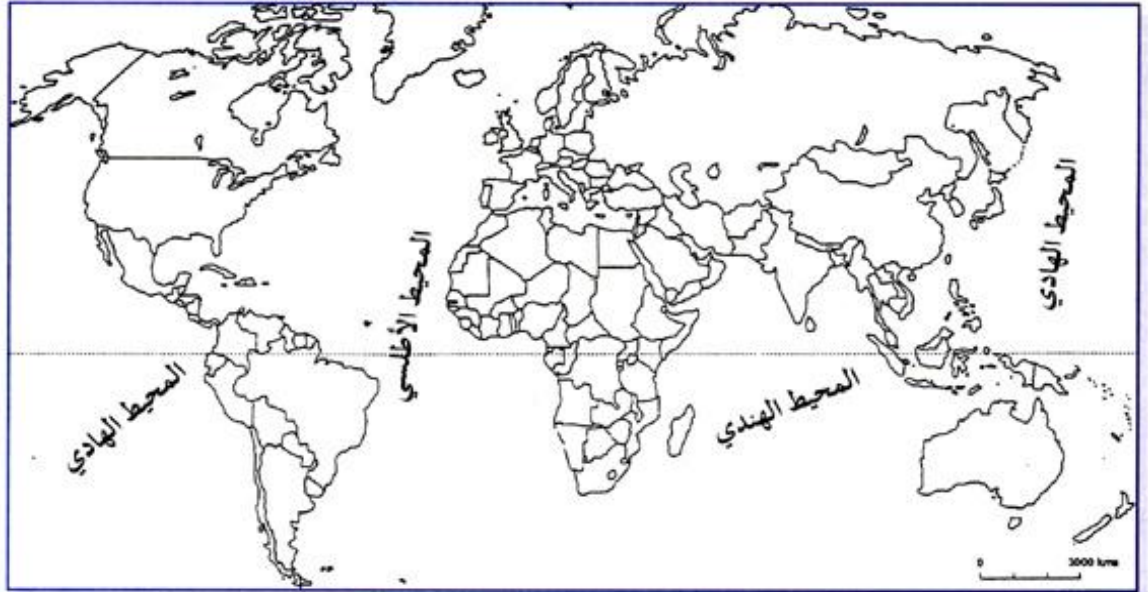 المحيط الهادي
المحيط الأطلسي
المحيط الهندي
المحيط الهادي
0 3000 kms